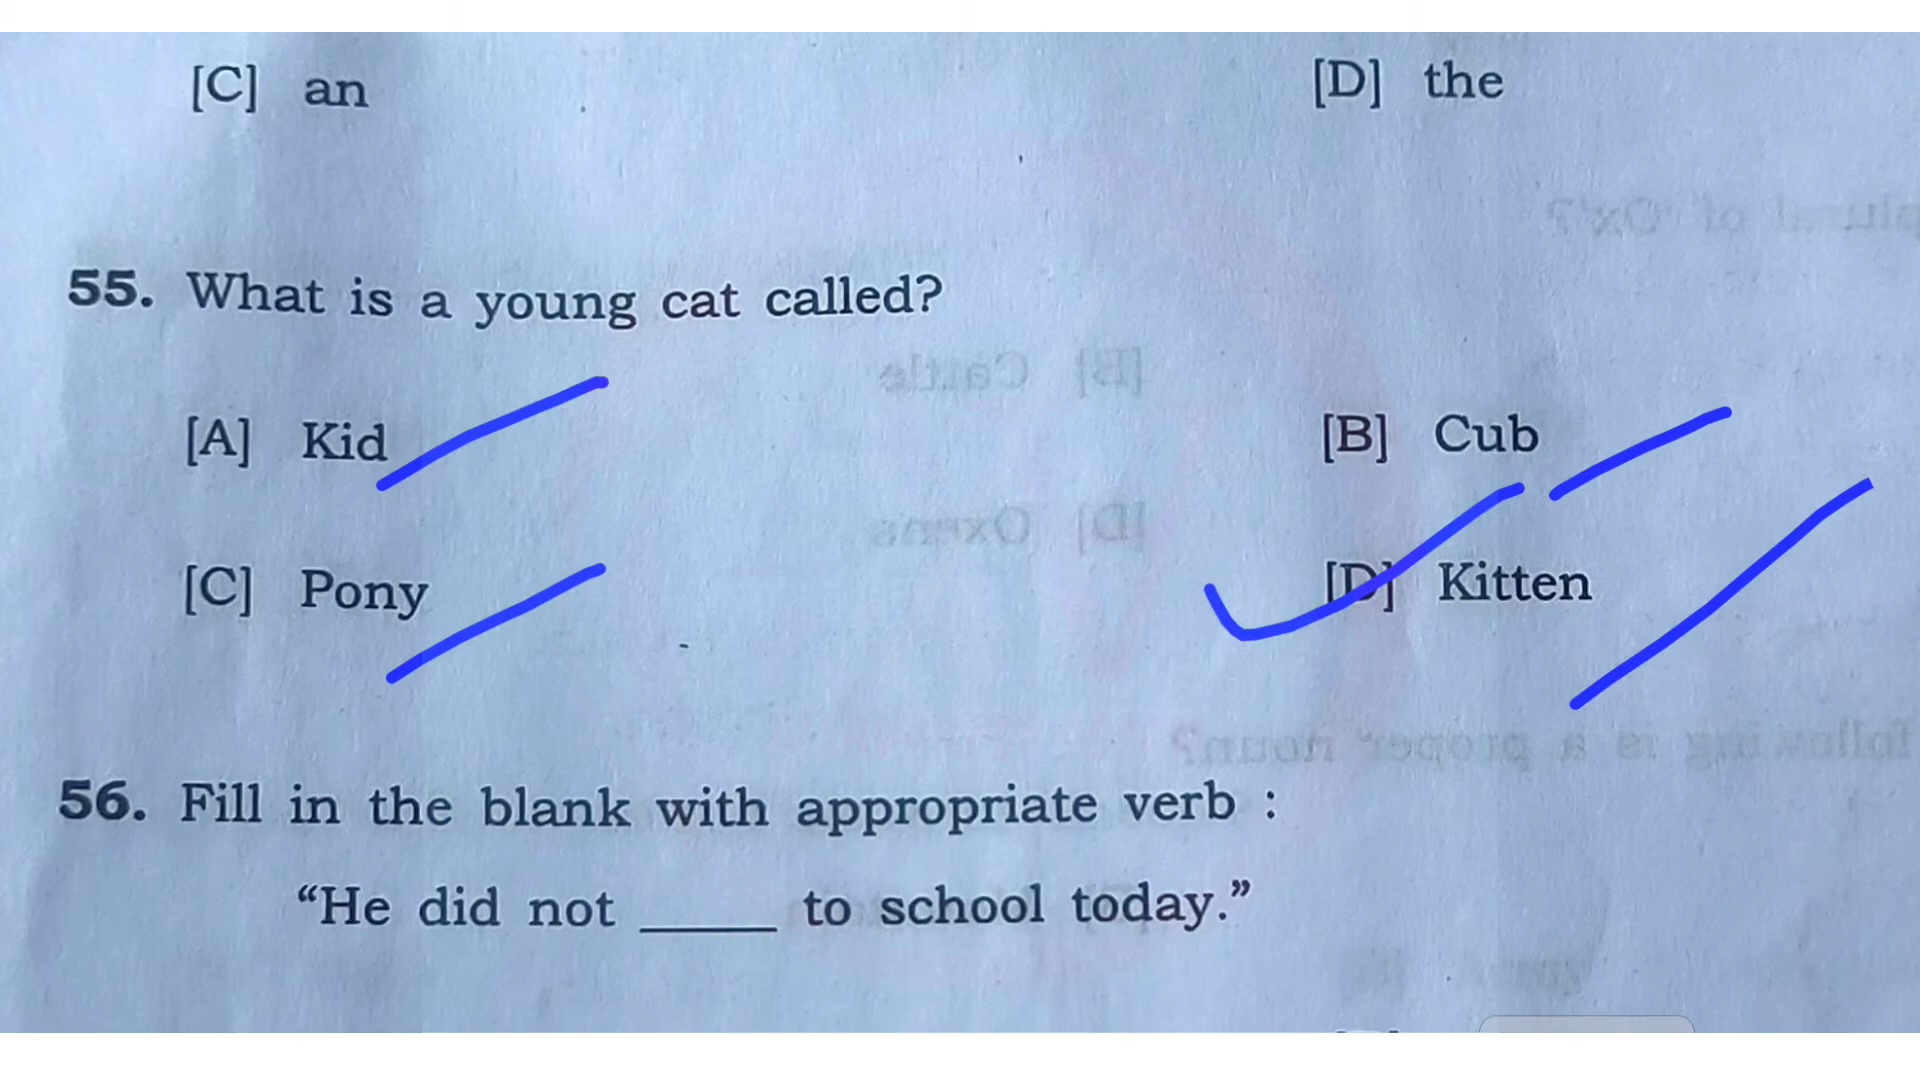 [C] an [D] the
55. What is a young cat called?
[A] Kid [B] Cub
[C] Pony [D] Kitten
56. Fill in the blank with appropriate verb :
“He did not _____ to school today.”